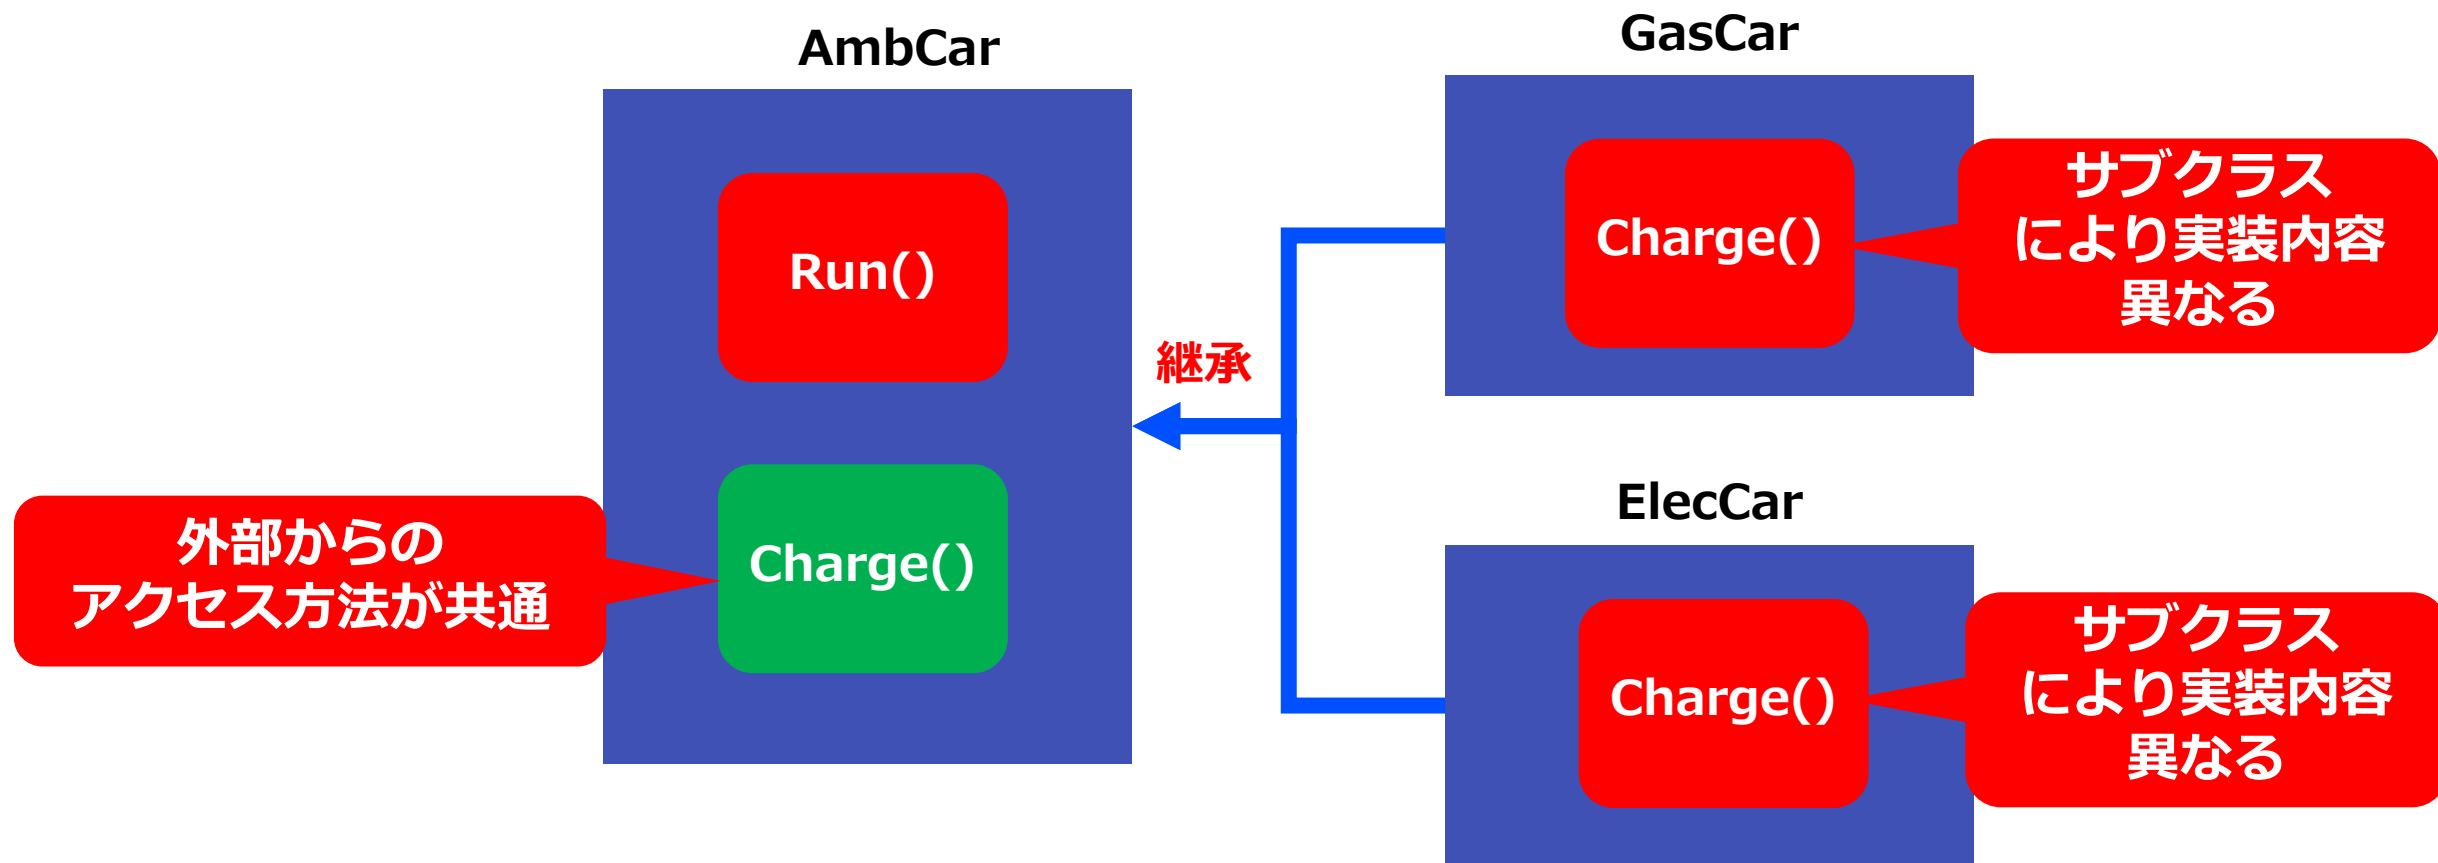 AmbCar
Run()
Charge()
外部からの
アクセス方法が共通
継承
GasCar
Charge()
サブクラス
により実装内容
異なる
ElecCar
Charge()
サブクラス
により実装内容
異なる